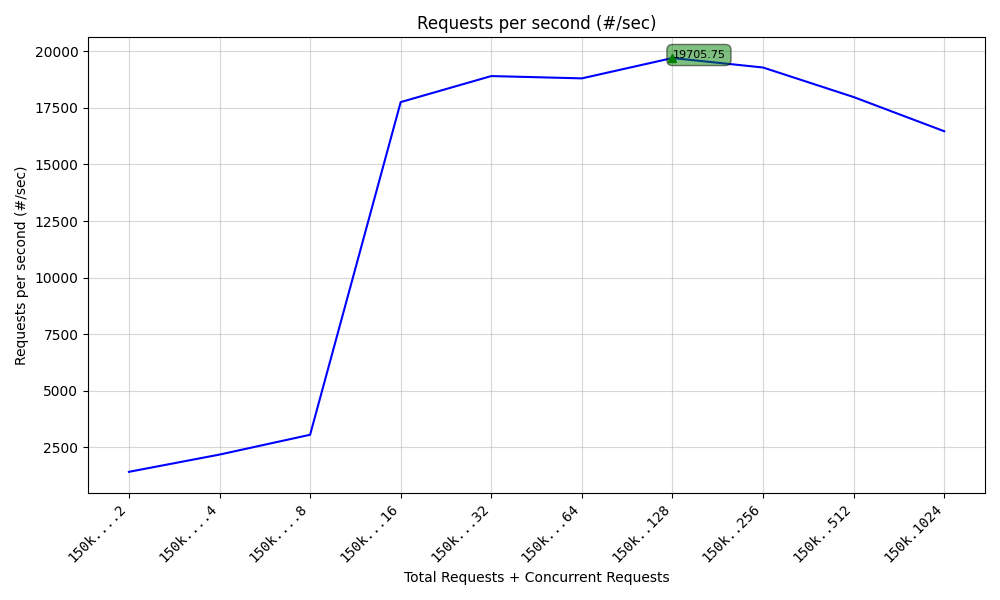 Requests per second (#/sec)
19705.75
20000
17500
15000
12500
10000
7500
5000
2500
Requests per second (#/sec)
150k....2
150k....4
150k....8
150k...16
150k...32
150k...64
150k..128
150k..256
150k..512
150k.1024
Total Requests + Concurrent Requests